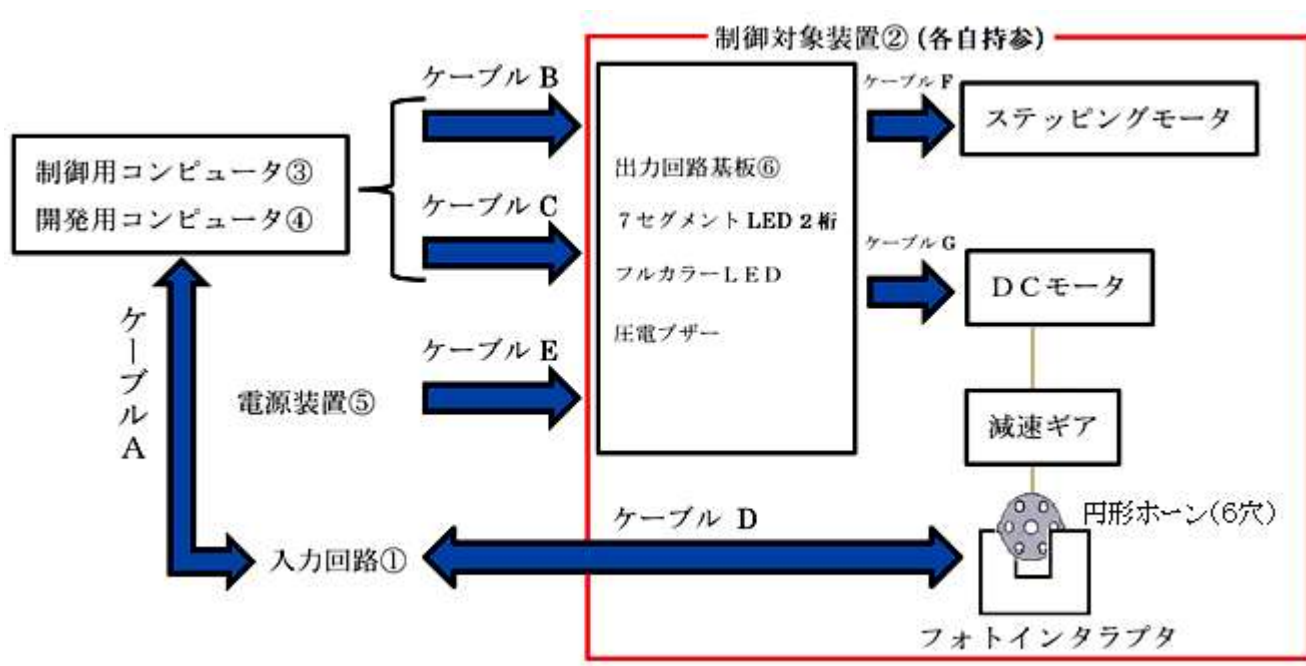 制御対象装置② (各自持参)
ケーブル B
ケーブル F
ステッピングモータ
制御用コンピュータ③
開発用コンピュータ④
出力回路基板⑥
7セグメント LED 2 桁
フルカラーLED
圧電ブザー
ケーブル C
ケーブル G
DCモータ
ケーブル E
ケーブル A
電源装置⑤
減速ギア
円形ホーン(6穴)
ケーブル D
入力回路①
フォトインタラプタ